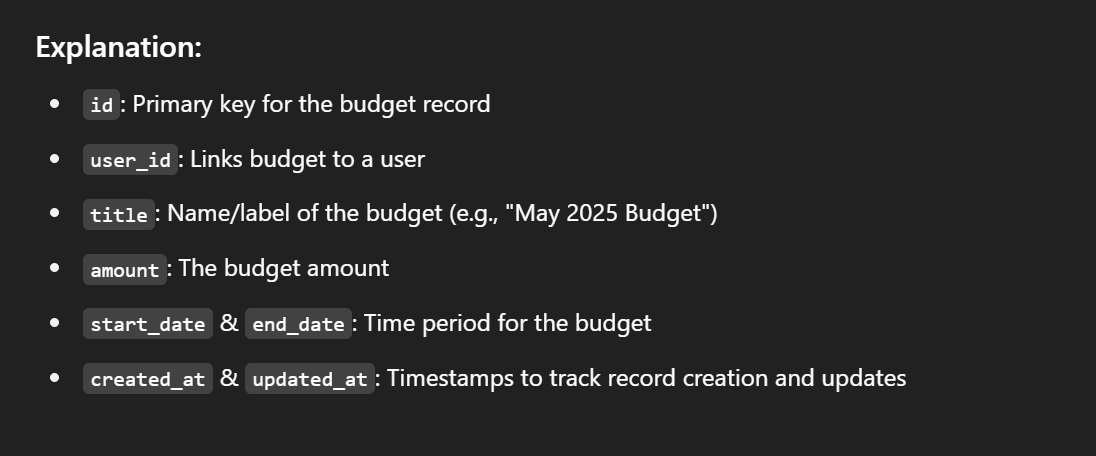 Explanation:
• id: Primary key for the budget record
• user_id: Links budget to a user
• title: Name/label of the budget (e.g., "May 2025 Budget")
• amount: The budget amount
• start_date & end_date: Time period for the budget
• created_at & updated_at: Timestamps to track record creation and updates